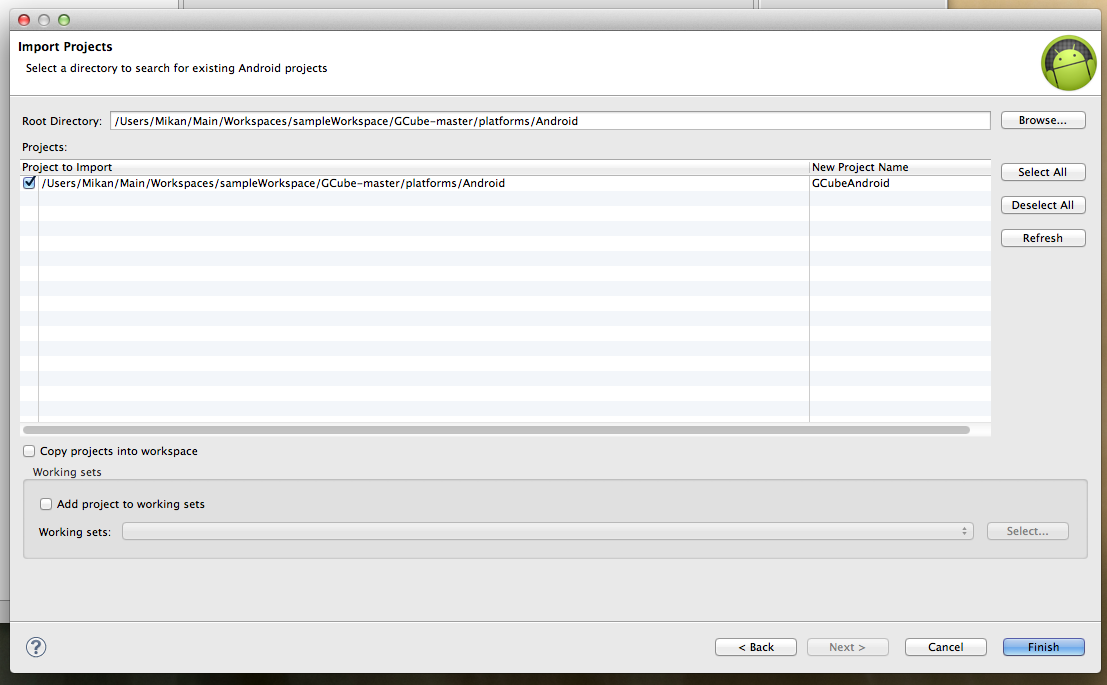 Import Projects
Select a directory to search for existing Android projects
Root Directory: /Users/Mikan/Main/Workspaces/sampleWorkspace/GCube-master/platforms/Android Browse...
Projects:
Project to Import New Project Name
/Users/Mikan/Main/Workspaces/sampleWorkspace/GCube-master/platforms/Android GCubeAndroid
Select All
Deselect All
Refresh
Copy projects into workspace
Working sets
Add project to working sets
Working sets: Select...
? < Back Next > Cancel Finish